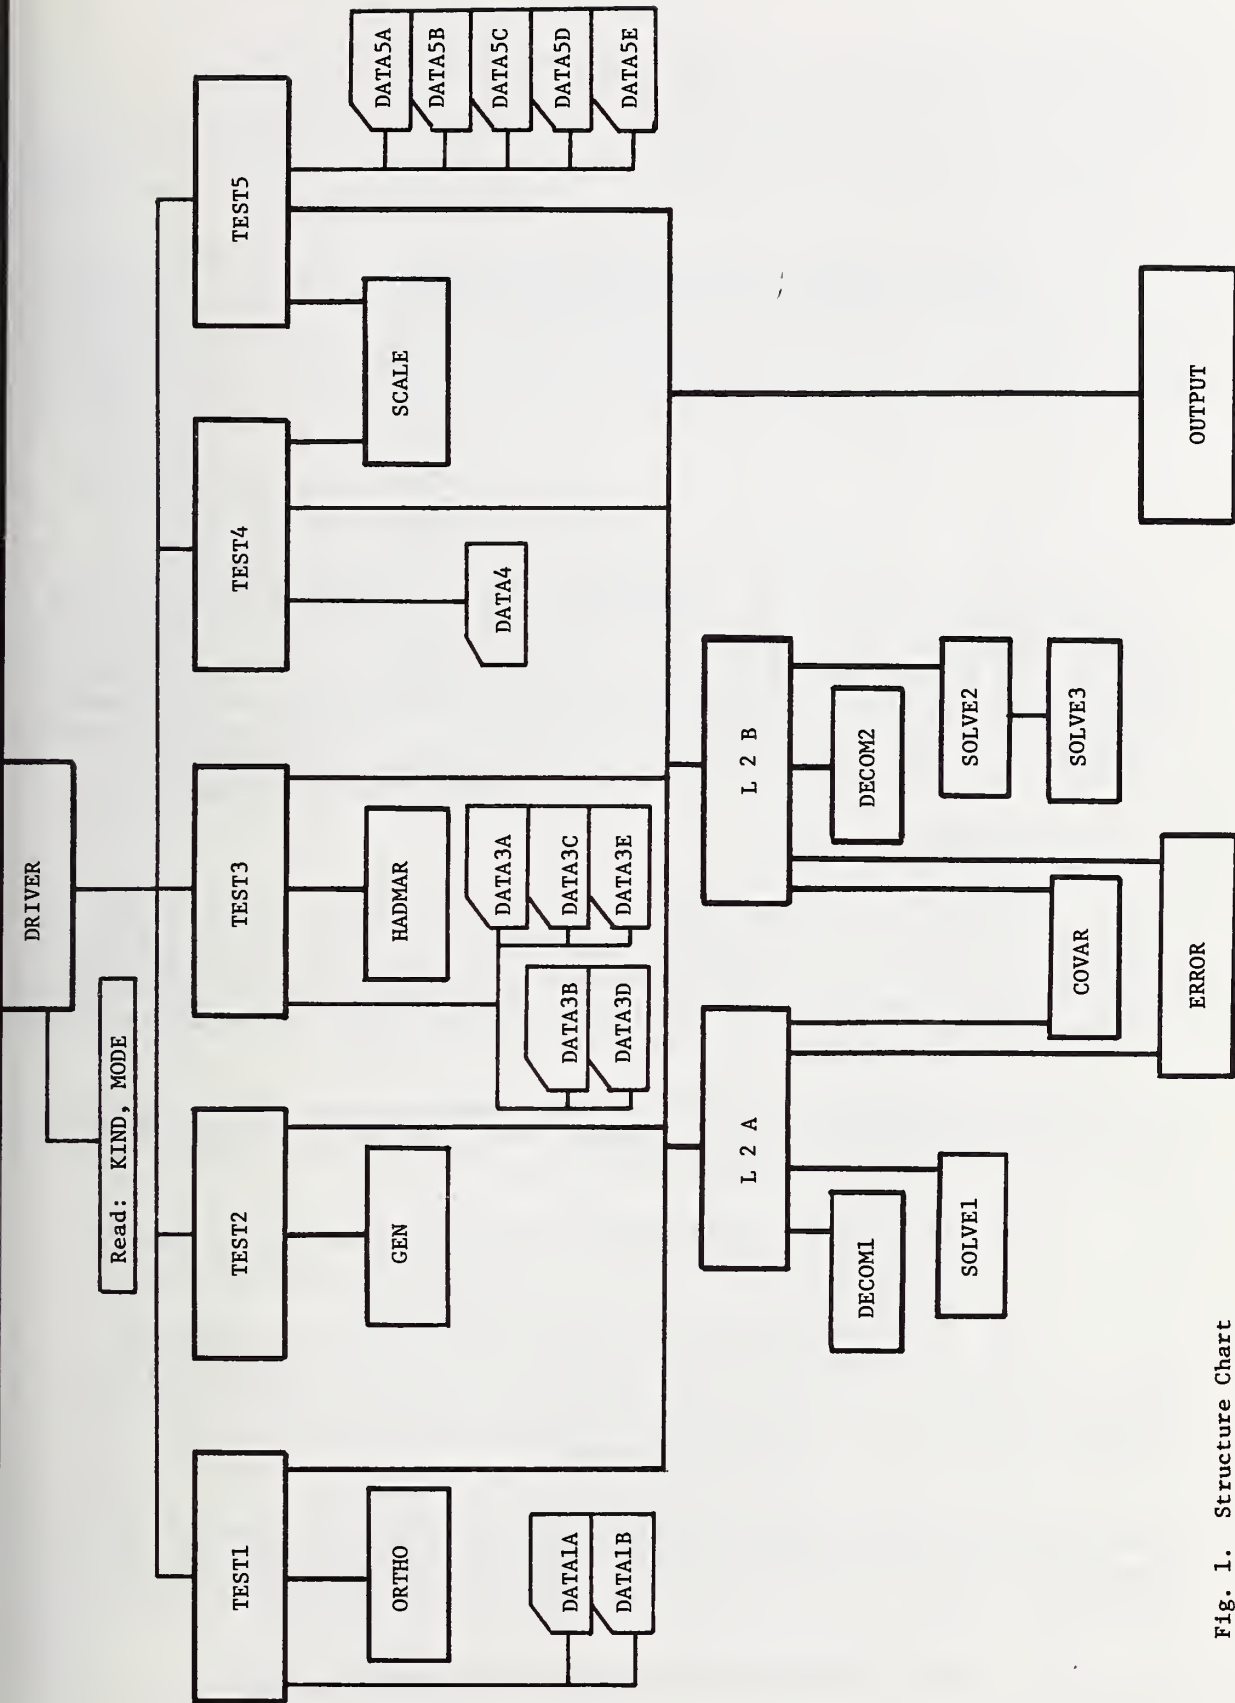 DRIVER
Read: KIND, MODE
TEST1
TEST2
TEST3
TEST4
TEST5
ORTHO
GEN
HADMAR
SCALE
DATA1A
DATA1B
DATA3A
DATA3C
DATA3E
DATA3B
DATA3D
DATA4
DATA5A
DATA5B
DATA5C
DATA5D
DATA5E
L 2 A
L 2 B
DECOM1
SOLVE1
DECOM2
SOLVE2
SOLVE3
COVAR
ERROR
OUTPUT
Fig. 1. Structure Chart